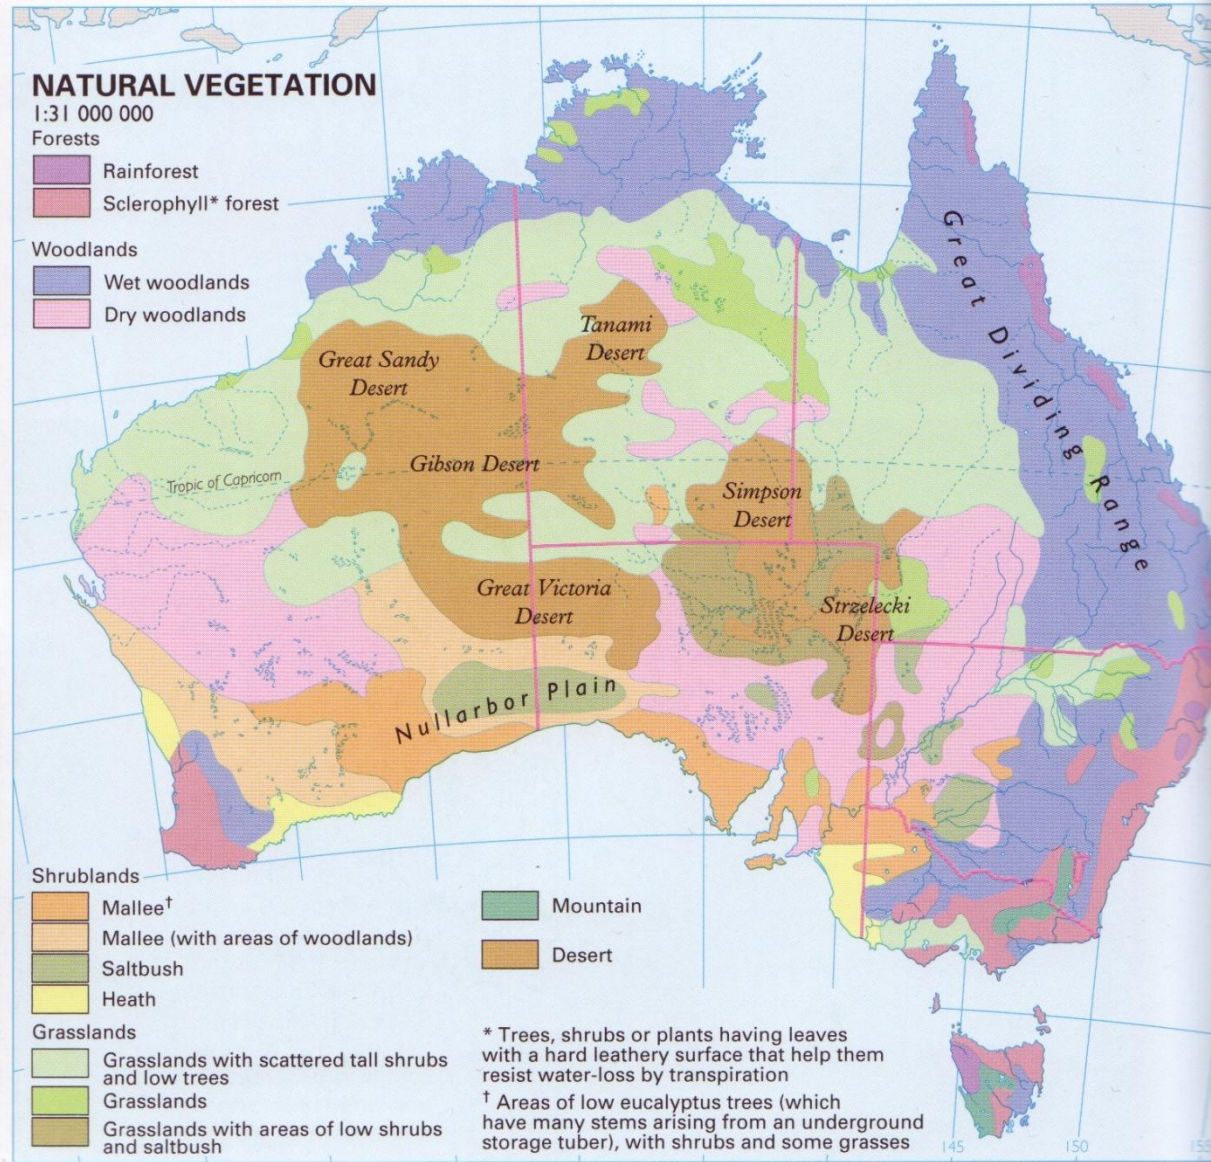 NATURAL VEGETATION
1:31 000 000
Forests
Rainforest
Sclerophyll* forest
Woodlands
Wet woodlands
Dry woodlands
Great Dividing Range
Tanami
Desert
Great Sandy
Desert
Gibson Desert
Tropic of Capricorn
Simpson
Desert
Great Victoria
Desert
Strzelecki
Desert
Nullarbor Plain
Shrublands
Mallee†
Mallee (with areas of woodlands)
Saltbush
Heath
Grasslands
Grasslands with scattered tall shrubs
and low trees
Grasslands
Grasslands with areas of low shrubs
and saltbush
Mountain
Desert
* Trees, shrubs or plants having leaves
with a hard leathery surface that help them
resist water-loss by transpiration
† Areas of low eucalyptus trees (which
have many stems arising from an underground
storage tuber), with shrubs and some grasses
145
150